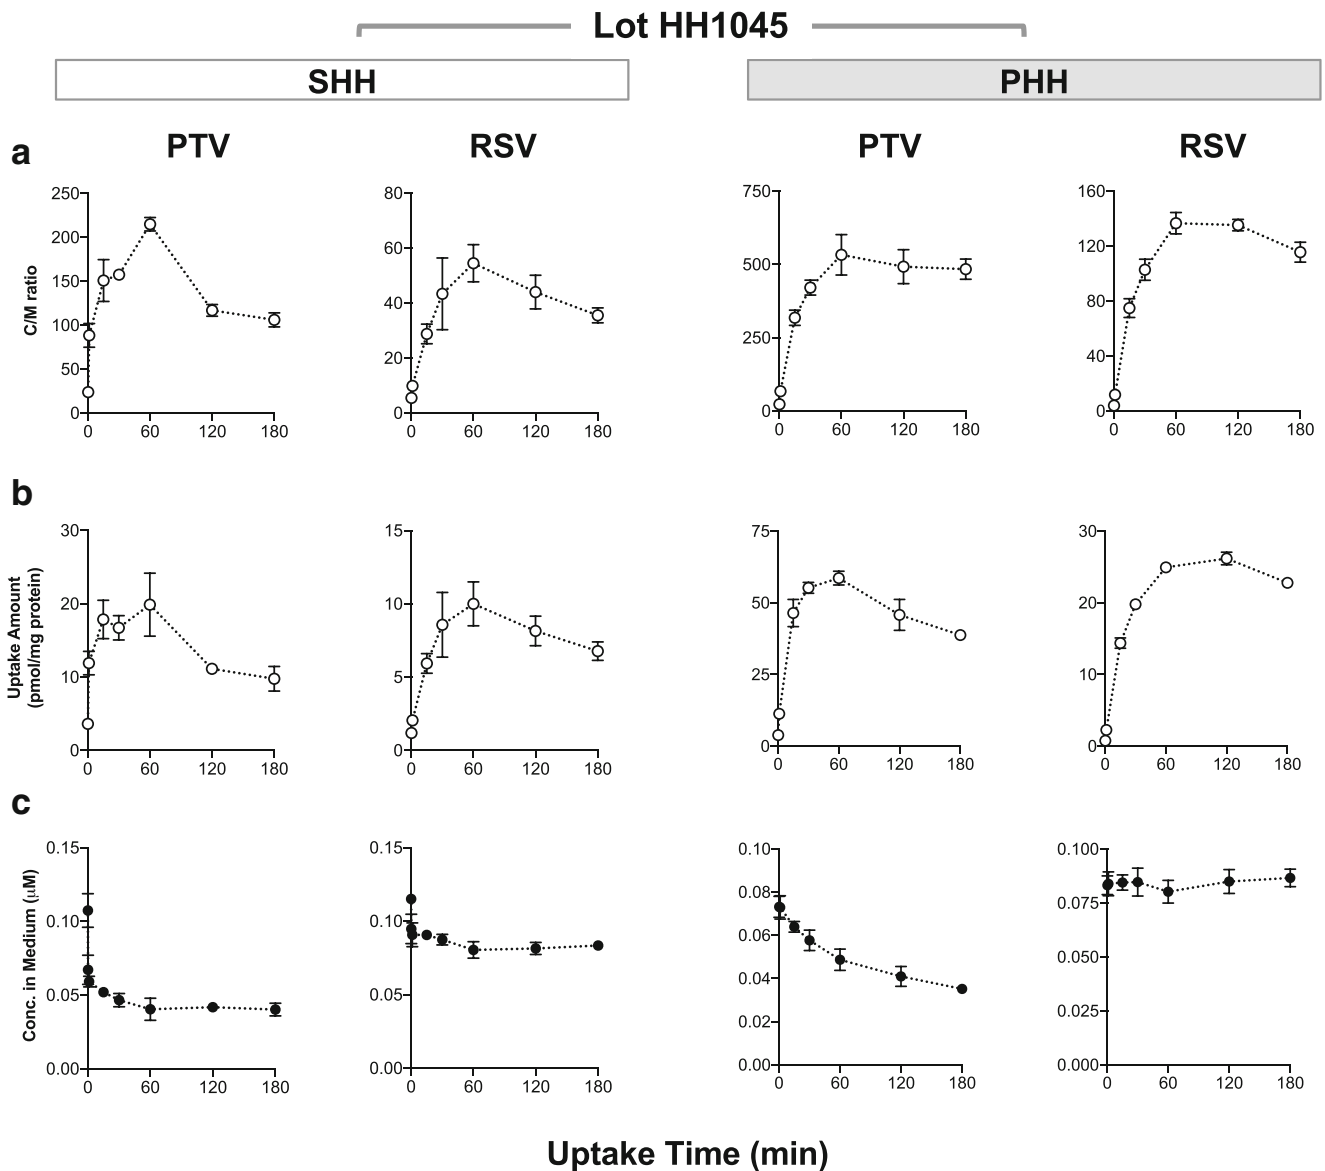 Lot HH1045
SHH
PHH
a
PTV
RSV
PTV
RSV
C/M ratio
250
200
150
100
50
0
0 60 120 180
80
60
40
20
0
0 60 120 180
750
500
250
0
0 60 120 180
160
120
80
40
0
0 60 120 180
b
Uptake Amount
(pmol/mg protein)
30
20
10
0
0 60 120 180
15
10
5
0
0 60 120 180
75
50
25
0
0 60 120 180
30
20
10
0
0 60 120 180
c
Conc. in Medium (μM)
0.15
0.10
0.05
0.00
0 60 120 180
0.15
0.10
0.05
0.00
0 60 120 180
0.10
0.08
0.06
0.04
0.02
0.00
0 60 120 180
0.100
0.075
0.050
0.025
0.000
0 60 120 180
Uptake Time (min)